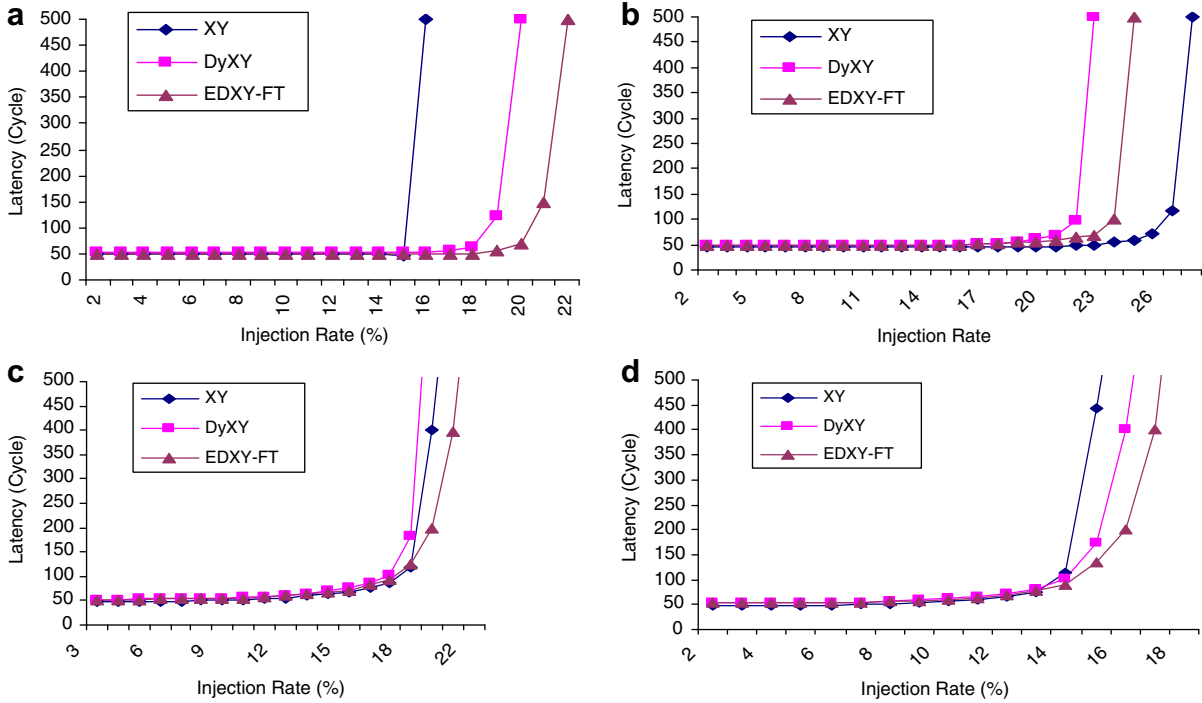 a
500
450
400
350
300
250
200
150
100
50
0
Latency (Cycle)
XY
DyXY
EDXY-FT
2 4 6 8 10 12 14 16 18 20 22
Injection Rate (%)
b
500
450
400
350
300
250
200
150
100
50
0
Latency (Cycle)
XY
DyXY
EDXY-FT
2 5 8 11 14 17 20 23 26
Injection Rate
c
500
450
400
350
300
250
200
150
100
50
0
Latency (Cycle)
XY
DyXY
EDXY-FT
3 6 9 12 15 18 22
Injection Rate (%)
d
500
450
400
350
300
250
200
150
100
50
0
Latency (Cycle)
XY
DyXY
EDXY-FT
2 4 6 8 10 12 14 16 18
Injection Rate (%)